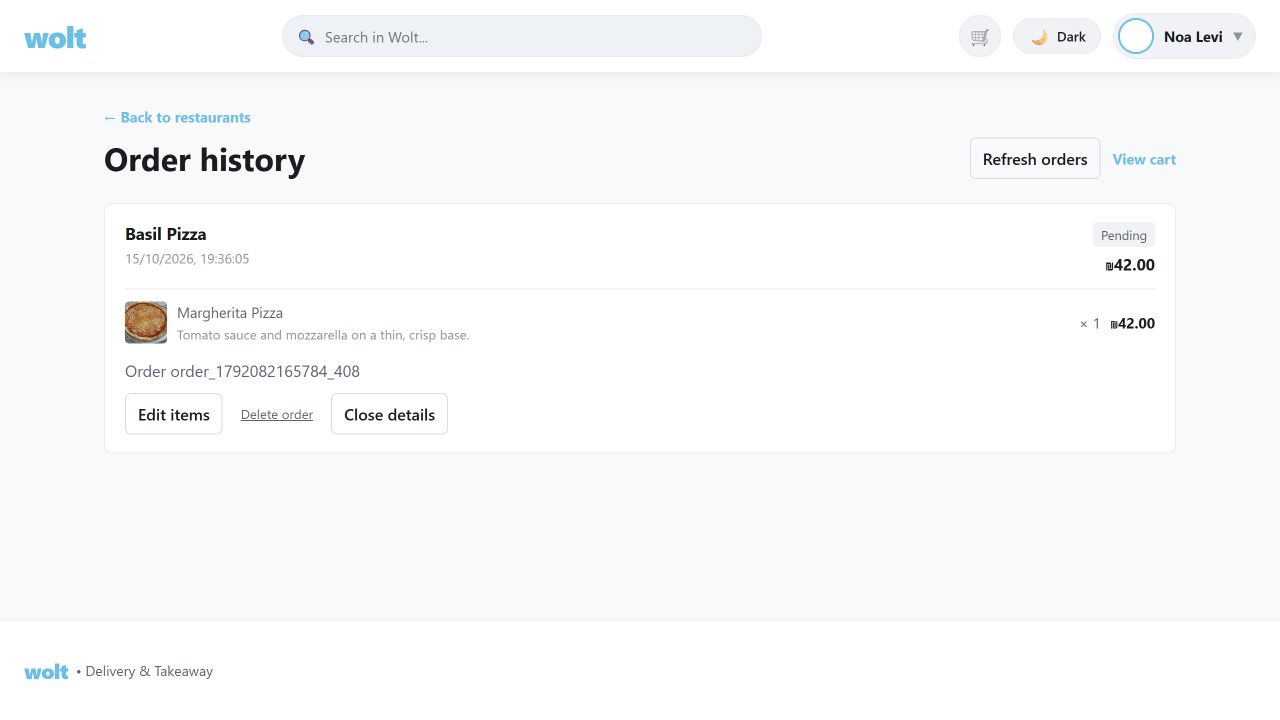 wolt
Search in Wolt...
Dark
Noa Levi
← Back to restaurants
Order history
Refresh orders
View cart
Basil Pizza
Pending
15/10/2026, 19:36:05
₪42.00
Margherita Pizza
Tomato sauce and mozzarella on a thin, crisp base.
× 1 ₪42.00
Order order_1792082165784_408
Edit items
Delete order
Close details
wolt • Delivery & Takeaway